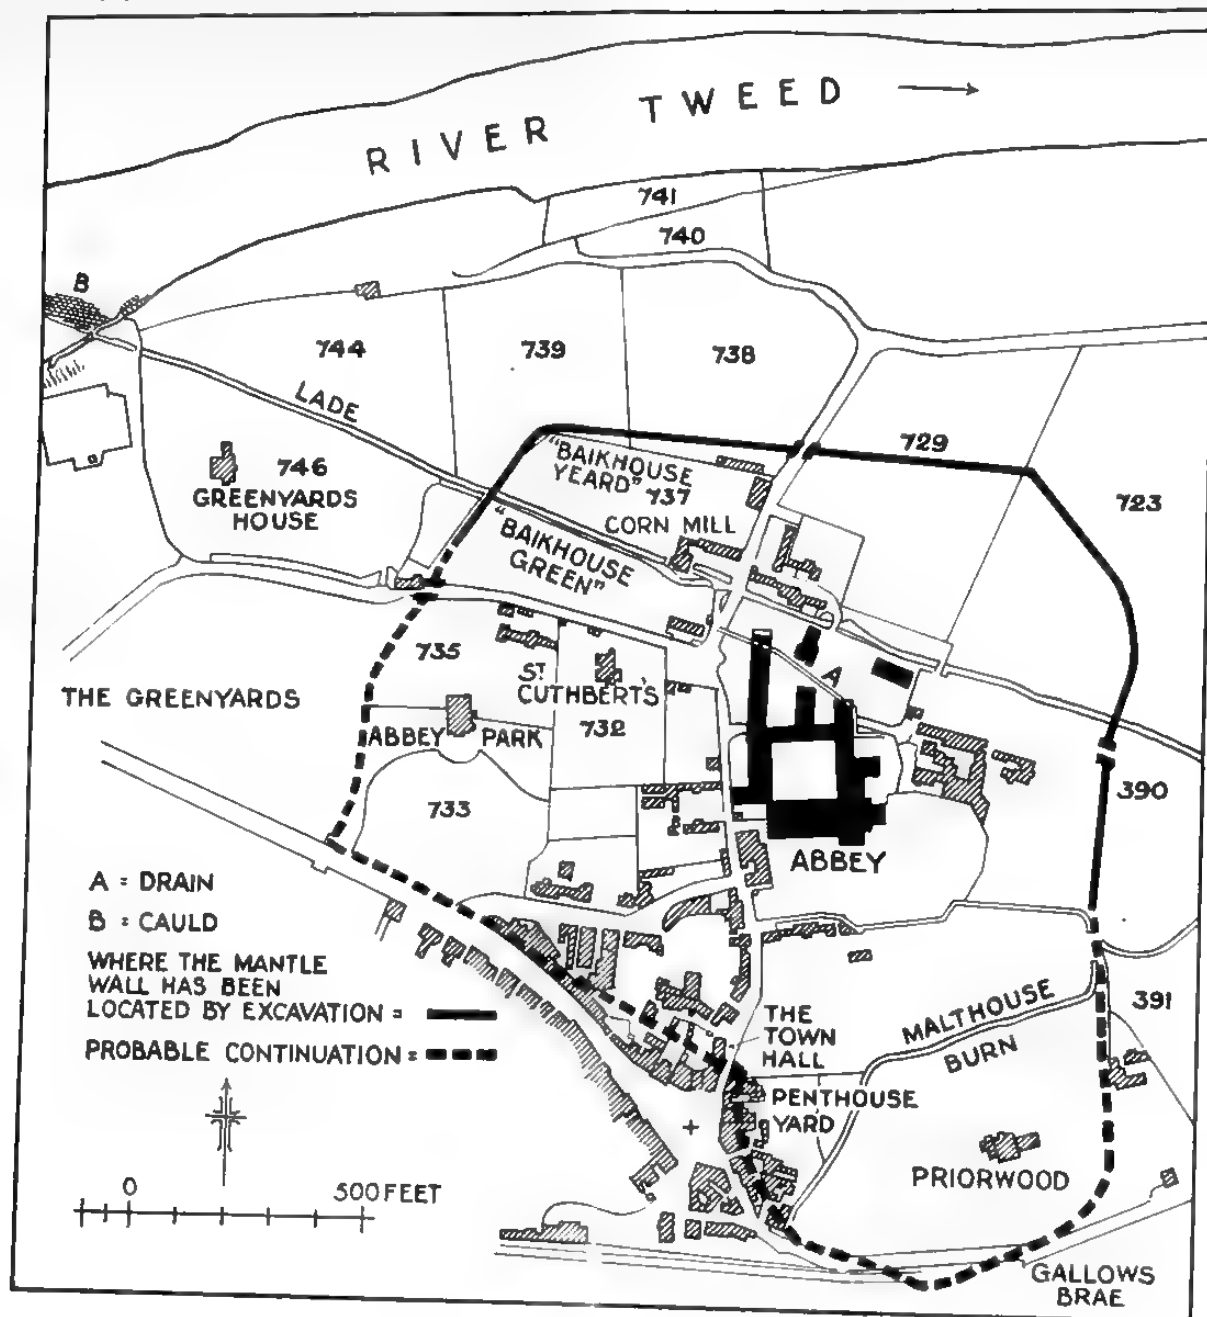 RIVER TWEED
741
740
B
744
739
738
LADE
729
"BAIKHOUSE
YEARD"
737
746
GREENYARDS
HOUSE
723
CORN MILL
"BAIKHOUSE
GREEN"
735
ST
CUTHBERT'S
A
THE GREENYARDS
732
ABBEY PARK
733
390
ABBEY
A = DRAIN
B = CAULD
WHERE THE MANTLE
WALL HAS BEEN
LOCATED BY EXCAVATION =
PROBABLE CONTINUATION =
391
MALTHOUSE
BURN
THE
TOWN
HALL
PENTHOUSE
YARD
PRIORWOOD
0 500 FEET
GALLOWS
BRAE